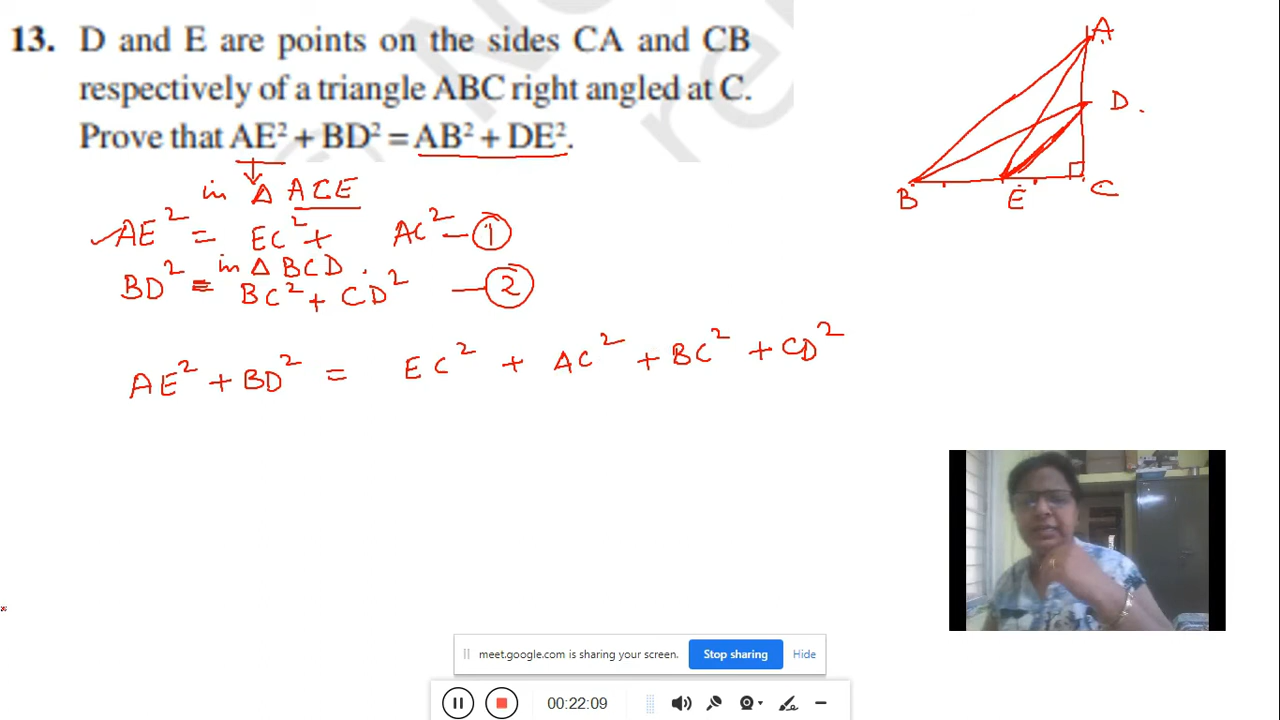 13. D and E are points on the sides CA and CB
respectively of a triangle ABC right angled at C.
Prove that AE² + BD² = AB² + DE².
in Δ ACE
AE² = EC² + AC² — ①
in Δ BCD.
BD² = BC² + CD² — ②
AE² + BD² = EC² + AC² + BC² + CD²
A
D.
B
E
C
meet.google.com is sharing your screen.
Stop sharing
Hide
00:22:09